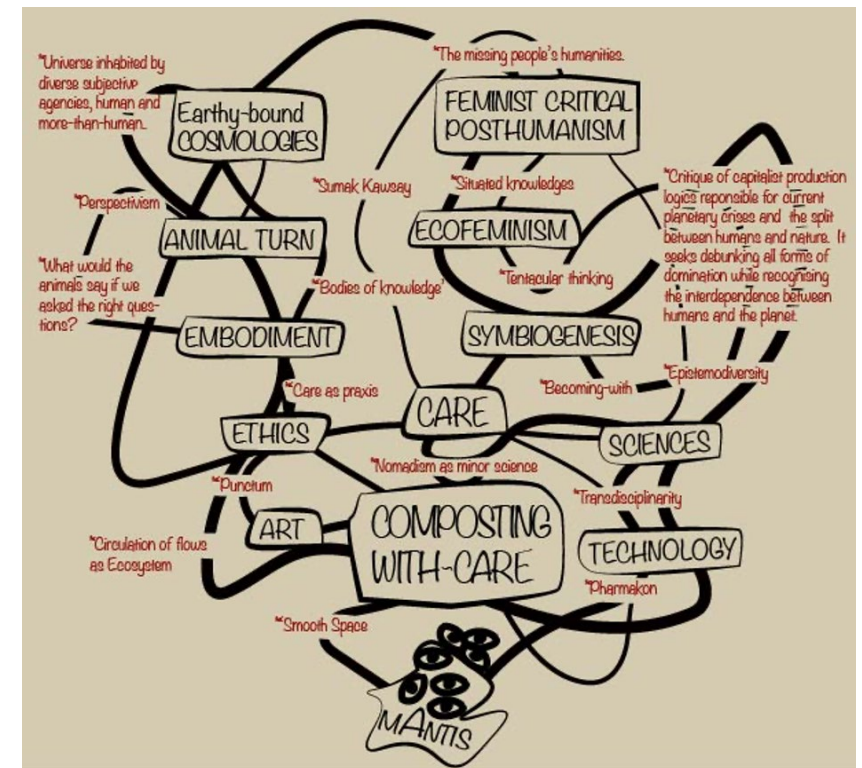 *The missing people's humanities.
*Universe inhabited by
diverse subjective
agencies, human and
more-than-human.
Earthy-bound
COSMOLOGIES
FEMINIST CRITICAL
POSTHUMANISM
*Perspectivism
*Sumak Kawsay
*Situated knowledges
*Critique of capitalist production
logics reponsible for current
planetary crises and the split
between humans and nature. It
seeks debunking all forms of
domination while recognising
the interdependence between
humans and the planet.
ANIMAL TURN
ECOFEMINISM
*What would the
animals say if we
asked the right ques-
tions?
*Bodies of knowledge'
*Tentacular thinking
EMBODIMENT
SYMBIOGENESIS
*Care as praxis
*Becoming-with
*Epistemodiversity
ETHICS
CARE
SCIENCES
*Nomadism as minor science
*Punctum
*Transdisciplinarity
ART
COMPOSTING
WITH-CARE
*Circulation of flows
as Ecosystem
TECHNOLOGY
*Pharmakon
*Smooth Space
MANTIS